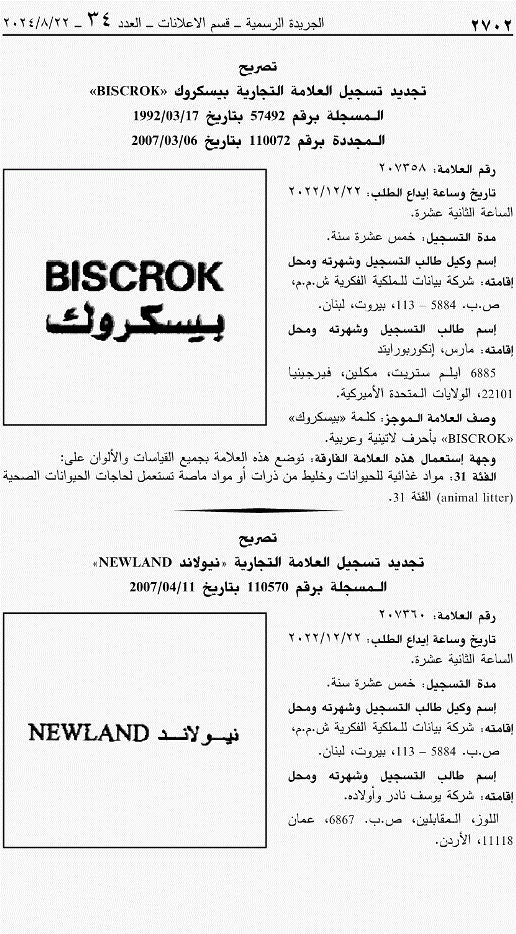 ٢٧٠٢
الجريدة الرسمية – قسم الاعلانات – العدد ٣٤ – ٢٠٢٤/٨/٢٢
تصريح
تجديد تسجيل العلامة التجارية بيسكروك «BISCROK»
المسجلة برقم 57492 بتاريخ 1992/03/17
المجددة برقم 110072 بتاريخ 2007/03/06
رقم العلامة: ٢٠٧٣٥٨
تاريخ وساعة إيداع الطلب: ٢٠٢٢/١٢/٢٢
الساعة الثانية عشرة.
مدة التسجيل: خمس عشرة سنة.
إسم وكيل طالب التسجيل وشهرته ومحل
إقامته: شركة بيانات للملكية الفكرية ش.م.م،
ص.ب. 5884 – 113، بيروت، لبنان.
إسم طالب التسجيل وشهرته ومحل
إقامته: مارس، إنكوربورايتد
6885 ايلم ستريت، مكلين، فيرجينيا
22101، الولايات المتحدة الأميركية.
وصف العلامة الموجز: كلمة «بيسكروك»
«BISCROK» بأحرف لاتينية وعربية.
BISCROK
بيسكروك
وجهة إستعمال هذه العلامة الفارقة: توضع هذه العلامة بجميع القياسات والألوان على:
الفئة 31: مواد غذائية للحيوانات وخليط من ذرات أو مواد ماصة تستعمل لحاجات الحيوانات الصحية
(animal litter) الفئة 31.
تصريح
تجديد تسجيل العلامة التجارية «نيولاند NEWLAND»
المسجلة برقم 110570 بتاريخ 2007/04/11
رقم العلامة: ٢٠٧٣٦٠
تاريخ وساعة إيداع الطلب: ٢٠٢٢/١٢/٢٢
الساعة الثانية عشرة.
مدة التسجيل: خمس عشرة سنة.
إسم وكيل طالب التسجيل وشهرته ومحل
إقامته: شركة بيانات للملكية الفكرية ش.م.م،
ص.ب. 5884 – 113، بيروت، لبنان.
إسم طالب التسجيل وشهرته ومحل
إقامته: شركة يوسف نادر وأولاده.
اللوز، المقابلين، ص.ب. 6867، عمان
11118، الأردن.
نيولاند NEWLAND